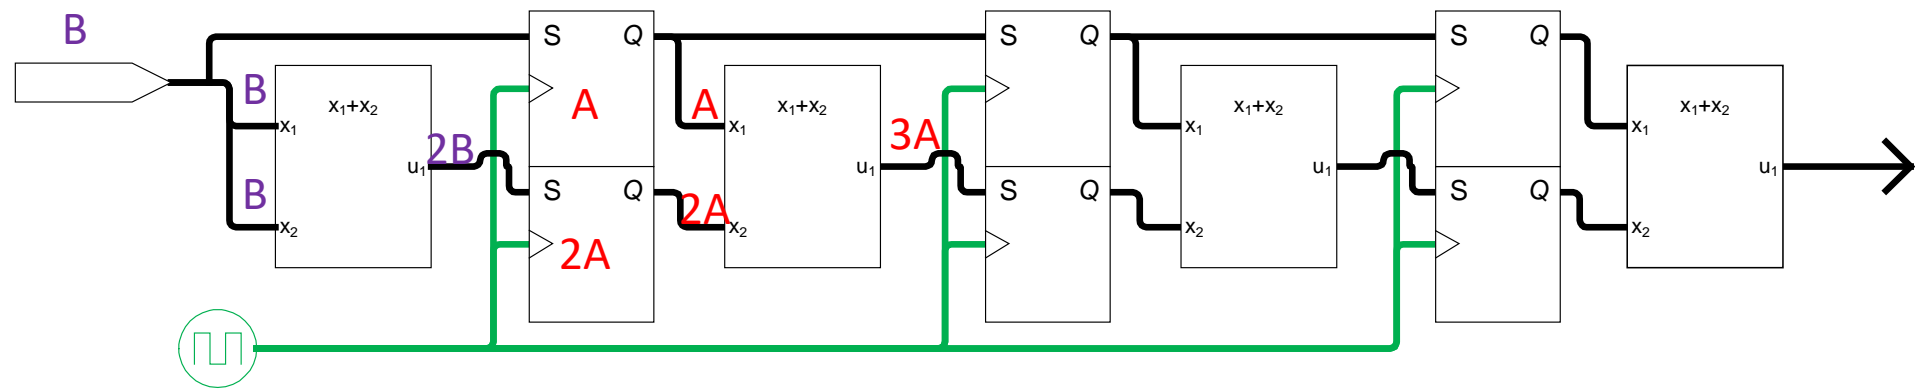 B
S Q S Q S Q
B x₁+x₂ A A x₁+x₂ x₁+x₂ x₁+x₂
x₁ x₁ 3A x₁ x₁
2B u₁ u₁ u₁ u₁
B S Q 2A S Q S Q
x₂ x₂ x₂ x₂
2A